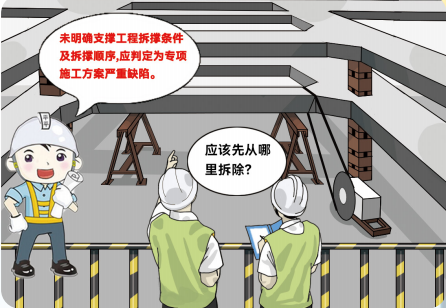 未明确支撑工程拆撑条件
及拆撑顺序,应判定为专项
施工方案严重缺陷。
应该先从哪
里拆除?